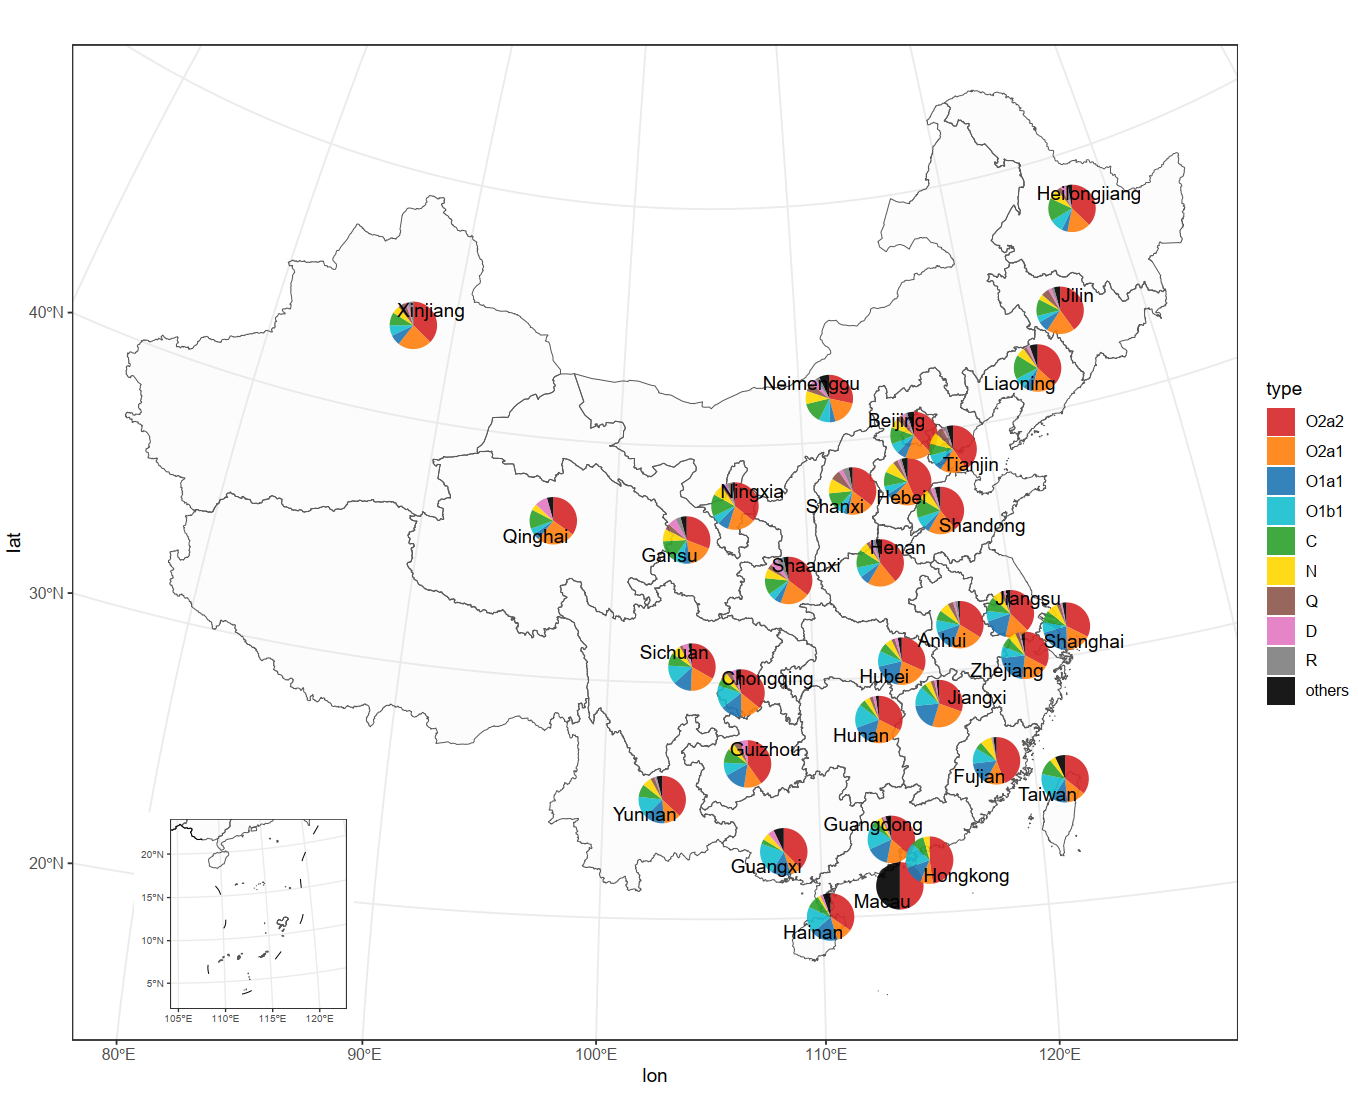 Heilongjiang
Jilin
Xinjiang
40°N
Liaoning
Neimenggu
type
Beijing
O2a2
O2a1
Tianjin
O1a1
Ningxia
Hebei
Shanxi
O1b1
Shandong
Qinghai
lat
C
Henan
Gansu
Shaanxi
N
30°N
Jiangsu
Q
D
Anhui
Shanghai
Sichuan
R
Zhejiang
Hubei
Chongqing
others
Jiangxi
Hunan
Guizhou
Fujian
Taiwan
Yunnan
Guangdong
20°N
20°N
Guangxi
Hongkong
15°N
Macau
Hainan
10°N
5°N
105°E 110°E 115°E 120°E
80°E 90°E 100°E 110°E 120°E
lon